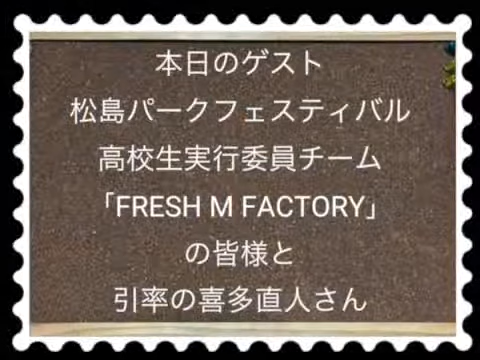 本日のゲスト
松島パークフェスティバル
高校生実行委員チーム
「FRESH M FACTORY」
の皆様と
引率の喜多直人さん